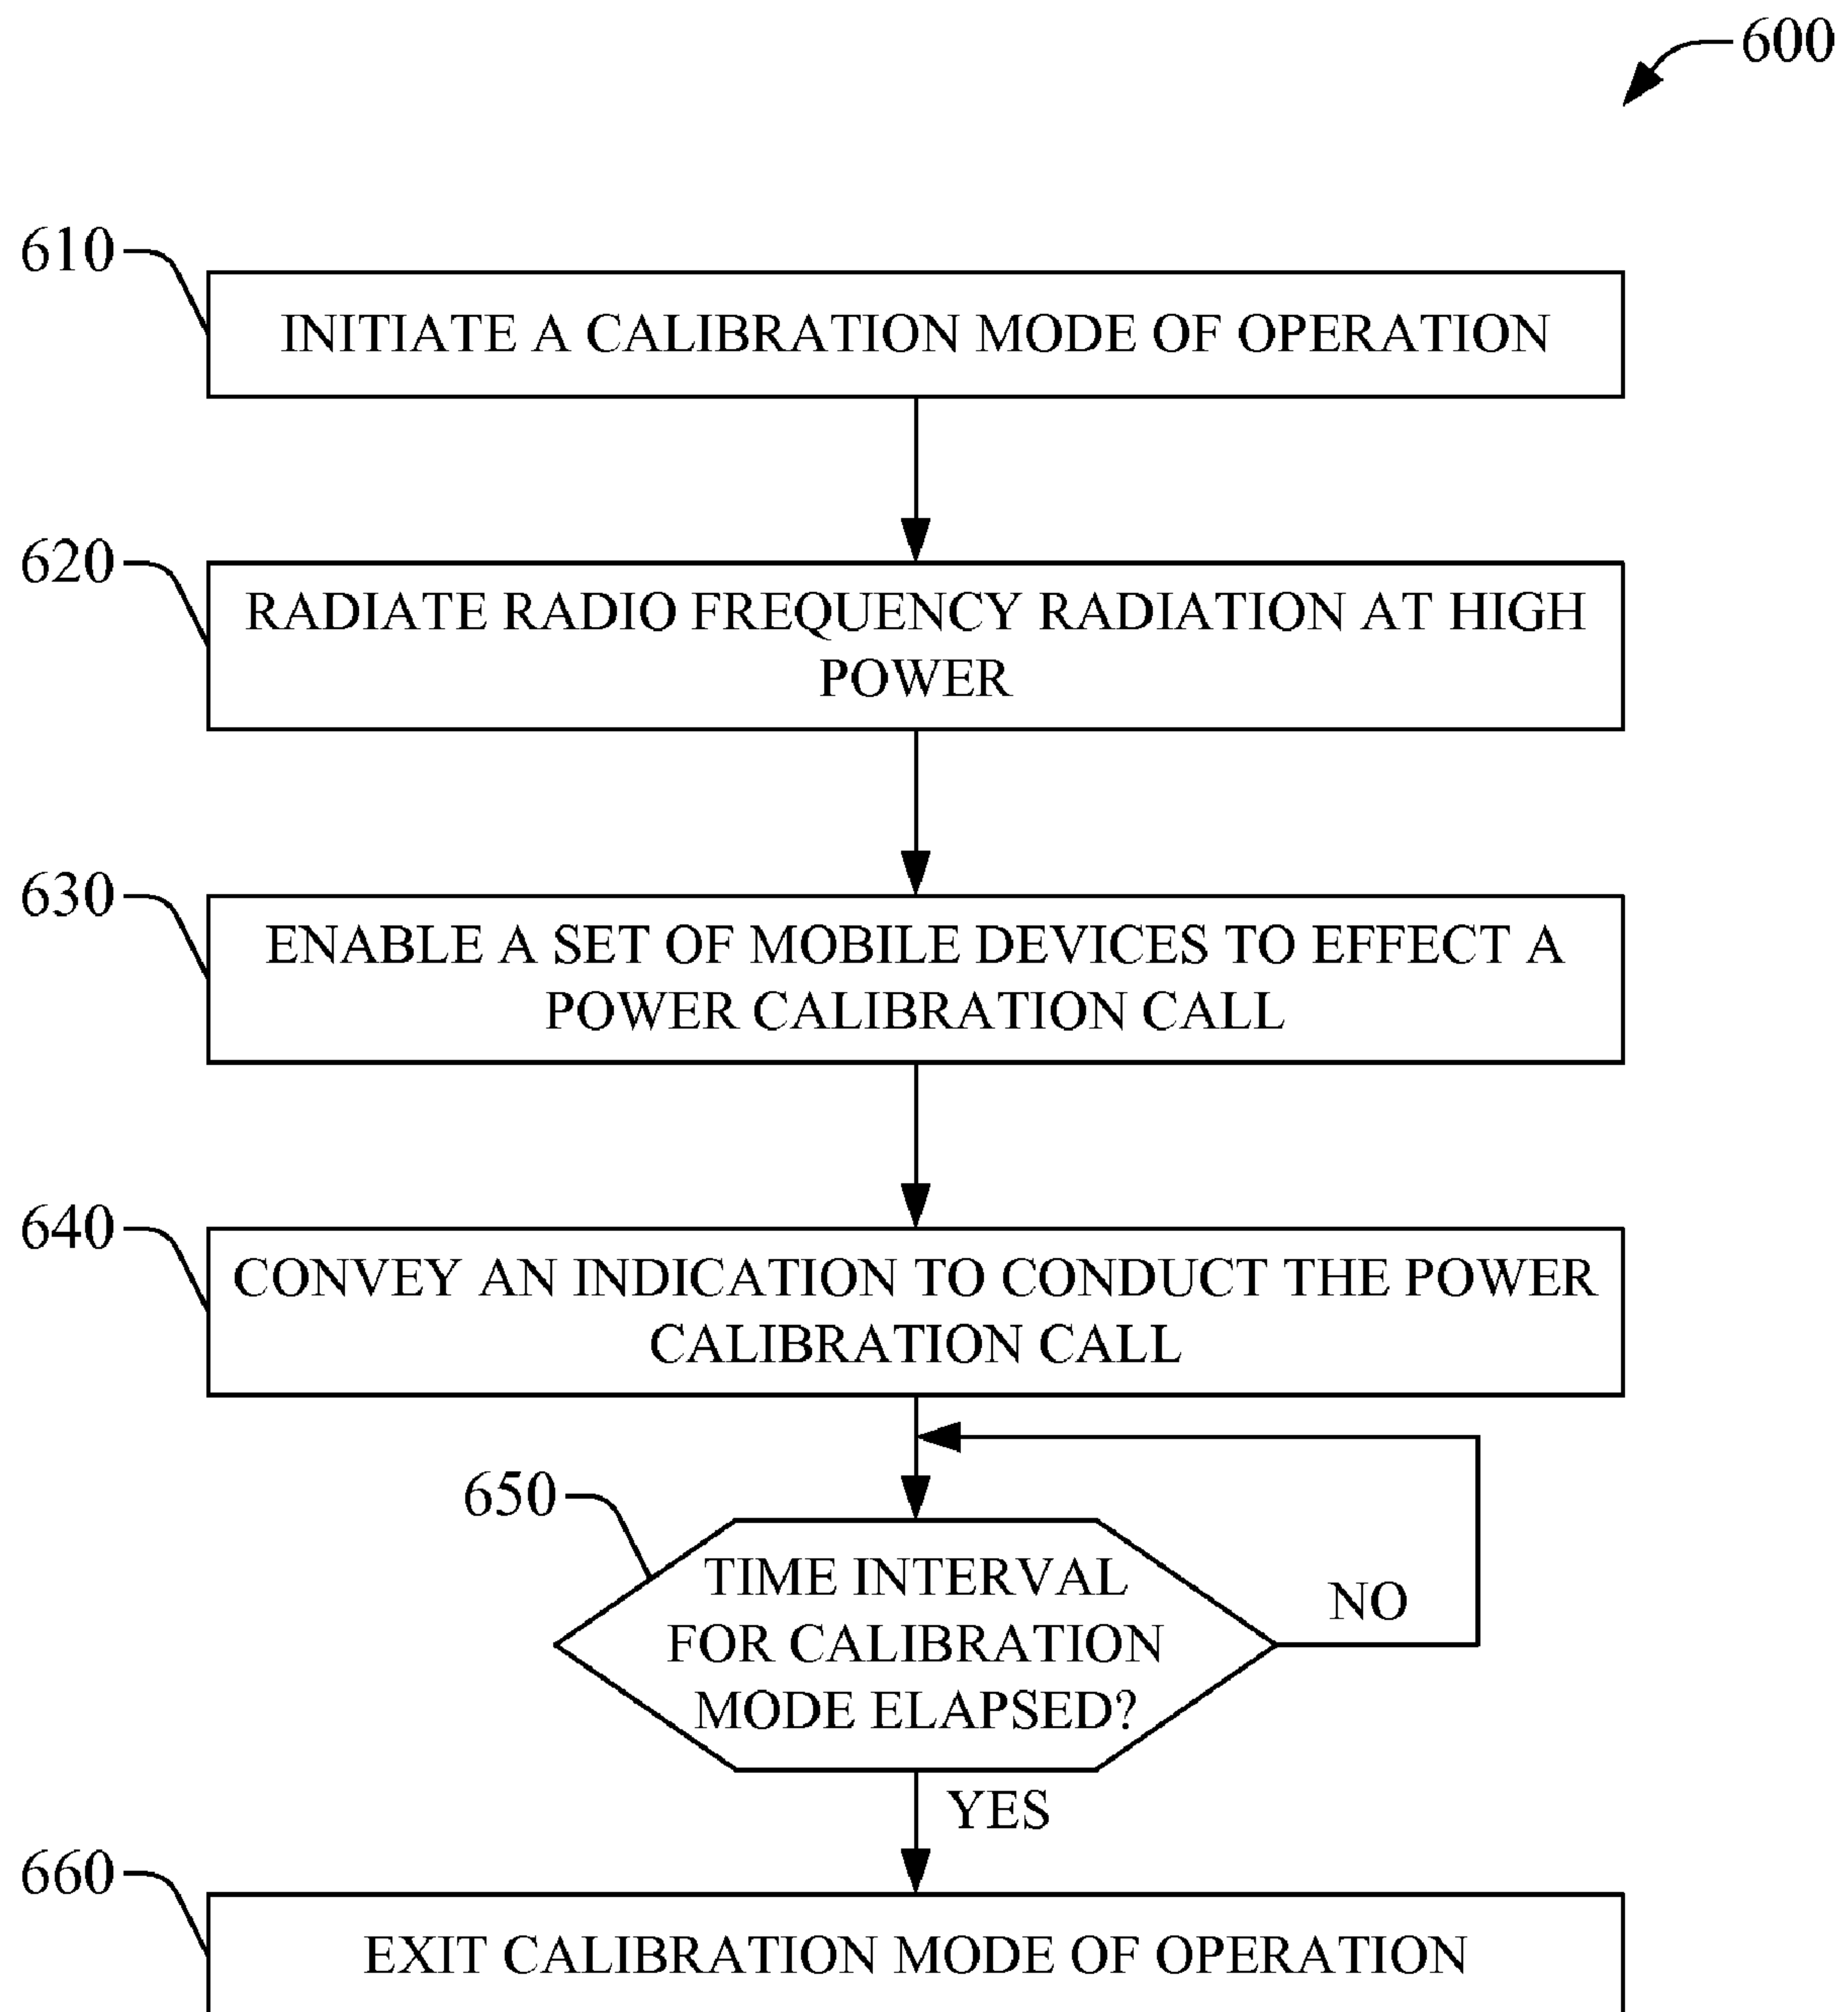 600
610
INITIATE A CALIBRATION MODE OF OPERATION
620
RADIATE RADIO FREQUENCY RADIATION AT HIGH
POWER
630
ENABLE A SET OF MOBILE DEVICES TO EFFECT A
POWER CALIBRATION CALL
640
CONVEY AN INDICATION TO CONDUCT THE POWER
CALIBRATION CALL
650
TIME INTERVAL
FOR CALIBRATION
MODE ELAPSED?
NO
YES
660
EXIT CALIBRATION MODE OF OPERATION